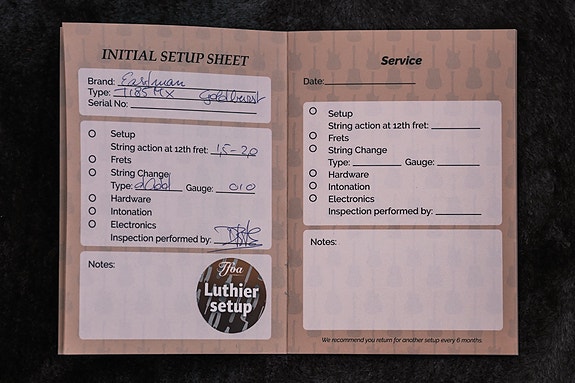 INITIAL SETUP SHEET
Brand: Eastman
Type: T185MX Goldburst
Serial No:
Setup
String action at 12th fret: 1,5-2,0
Frets
String Change
Type: Gauge: 010
Hardware
Intonation
Electronics
Inspection performed by:
Notes:
Tfoa
Luthier
setup
Service
Date:
Setup
String action at 12th fret:
Frets
String Change
Type: Gauge:
Hardware
Intonation
Electronics
Inspection performed by:
Notes:
We recommend you return for another setup every 6 months.